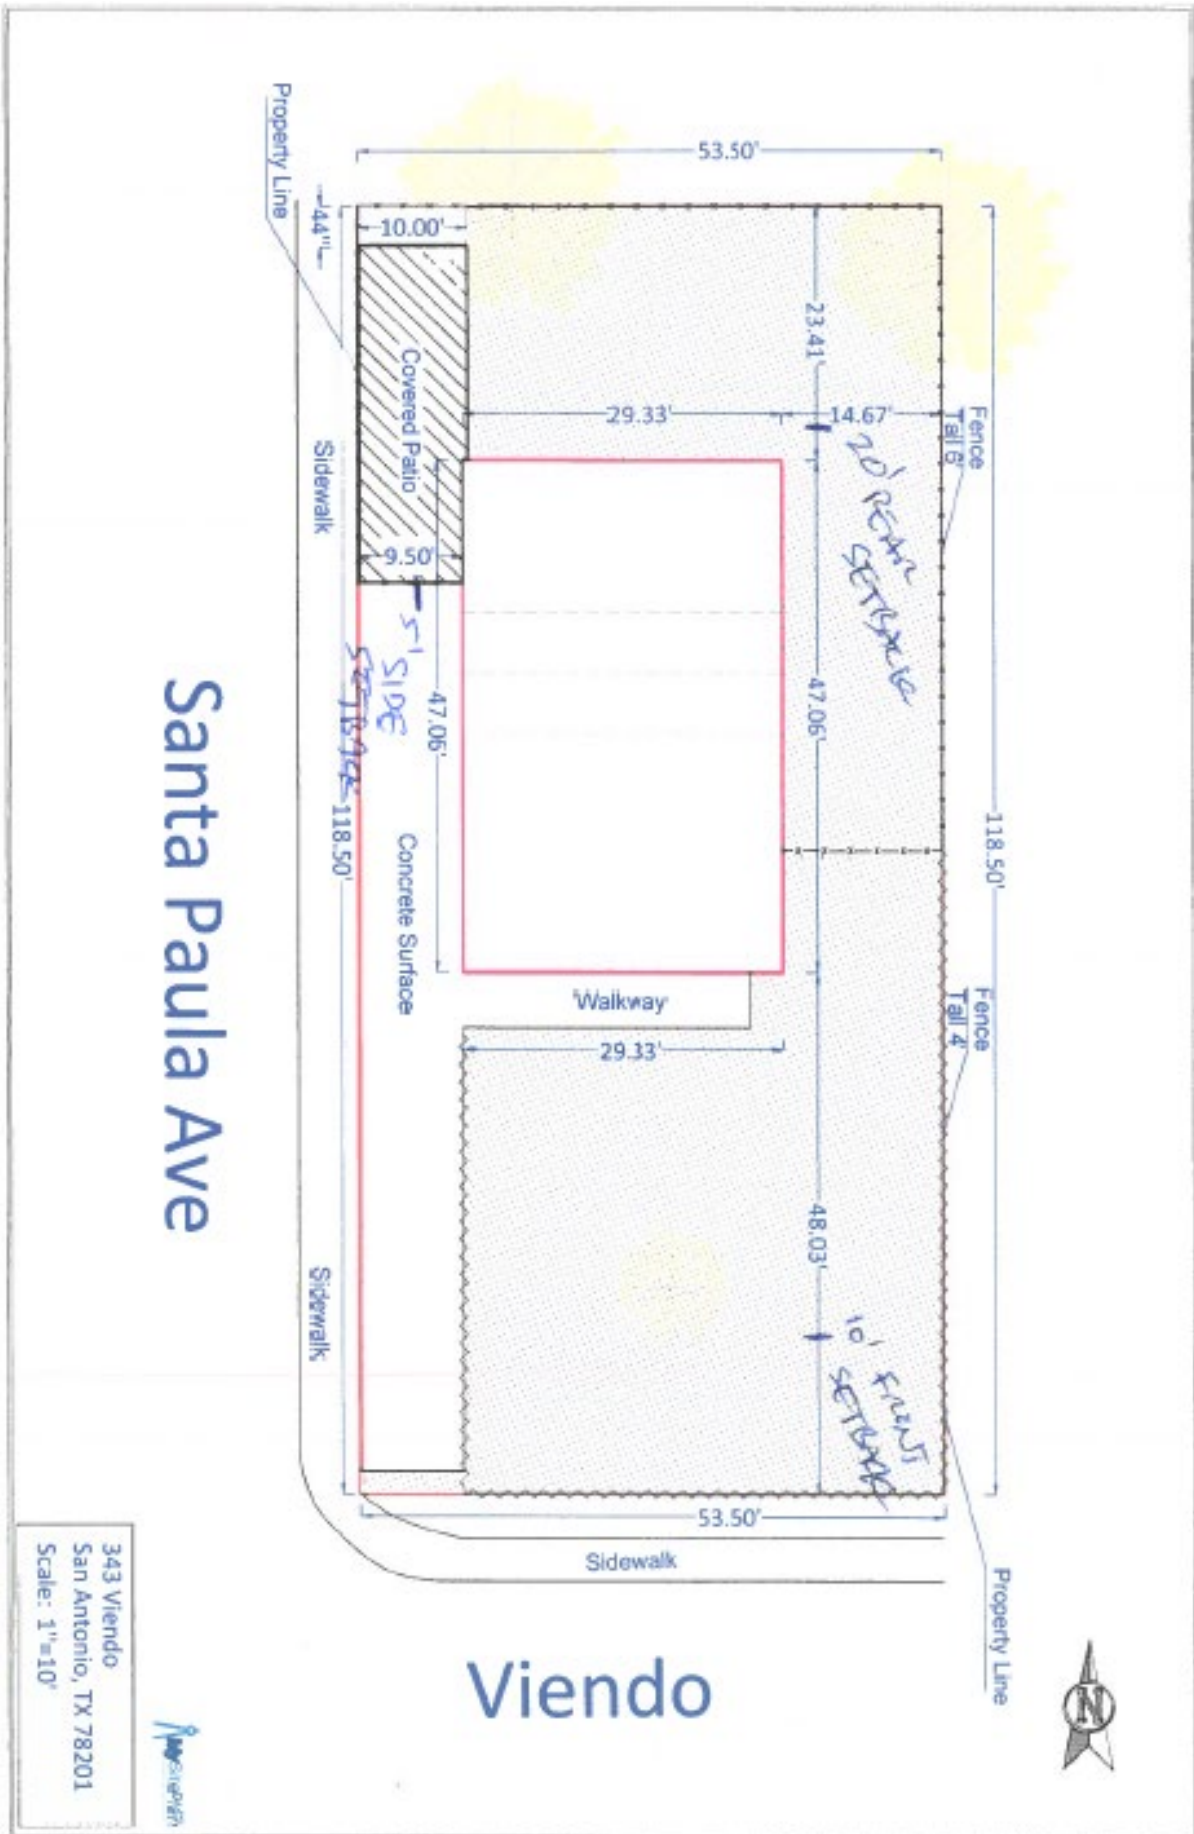 53.50'
Property Line
44"
10.00'
23.41'
118.50'
Covered Patio
29.33'
14.67'
Fence
Tall 6'
20' REAR
SETBACK
Sidewalk
9.50'
5' SIDE
SETBACK
47.06'
47.06'
118.50'
Concrete Surface
Walkway
29.33'
Fence
Tall 4'
Santa Paula Ave
48.03'
10' FRONT
SETBACK
Sidewalk
53.50'
Sidewalk
Property Line
Viendo
N
343 Viendo
San Antonio, TX 78201
Scale: 1"=10'
My Site Plan